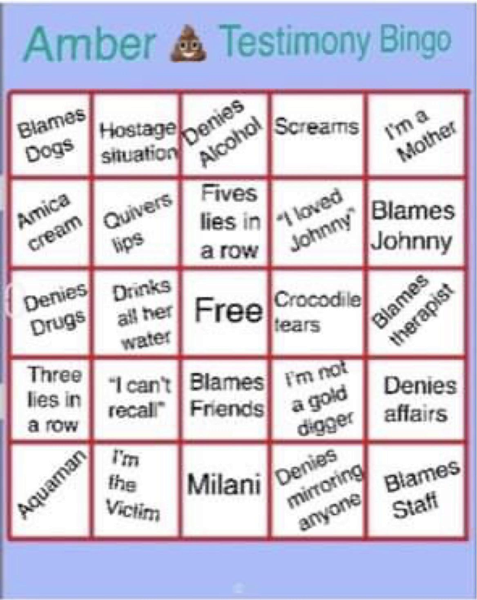 Amber 💩 Testimony Bingo
Blames
Dogs
Hostage
situation
Denies
Alcohol
Screams
I'm a
Mother
Amica
cream
Quivers
lips
Fives
lies in
a row
"I loved
Johnny"
Blames
Johnny
Denies
Drugs
Drinks
all her
water
Free
Crocodile
tears
Blames
therapist
Three
lies in
a row
"I can't
recall"
Blames
Friends
I'm not
a gold
digger
Denies
affairs
Aquaman
I'm
the
Victim
Milani
Denies
mirroring
anyone
Blames
Staff